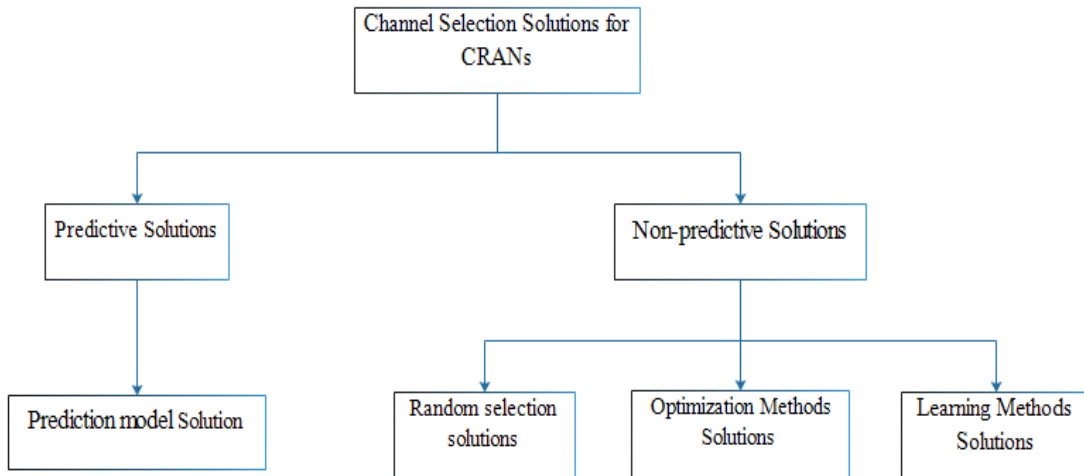 Channel Selection Solutions for
CRANs
Predictive Solutions
Non-predictive Solutions
Prediction model Solution
Random selection
solutions
Optimization Methods
Solutions
Learning Methods
Solutions